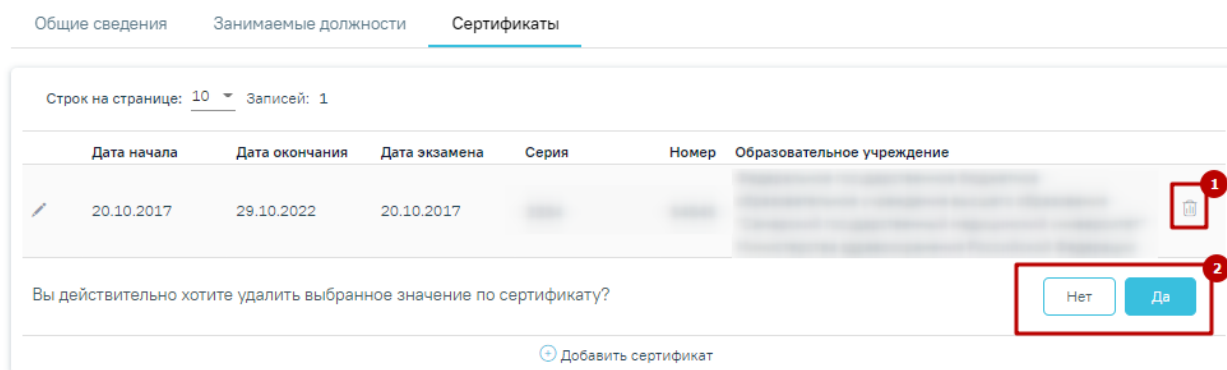 Общие сведения Занимаемые должности Сертификаты
Строк на странице: 10 Записей: 1
Дата начала Дата окончания Дата экзамена Серия Номер Образовательное учреждение
1
20.10.2017 29.10.2022 20.10.2017
2
Вы действительно хотите удалить выбранное значение по сертификату? Нет Да
Добавить сертификат